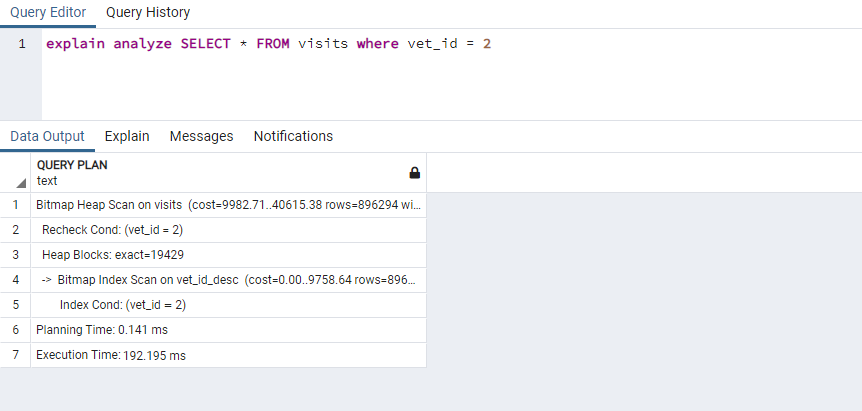 Query Editor Query History
1 explain analyze SELECT * FROM visits where vet_id = 2
Data Output Explain Messages Notifications
QUERY PLAN
text
1 Bitmap Heap Scan on visits (cost=9982.71..40615.38 rows=896294 wi...
2 Recheck Cond: (vet_id = 2)
3 Heap Blocks: exact=19429
4 -> Bitmap Index Scan on vet_id_desc (cost=0.00..9758.64 rows=896...
5 Index Cond: (vet_id = 2)
6 Planning Time: 0.141 ms
7 Execution Time: 192.195 ms